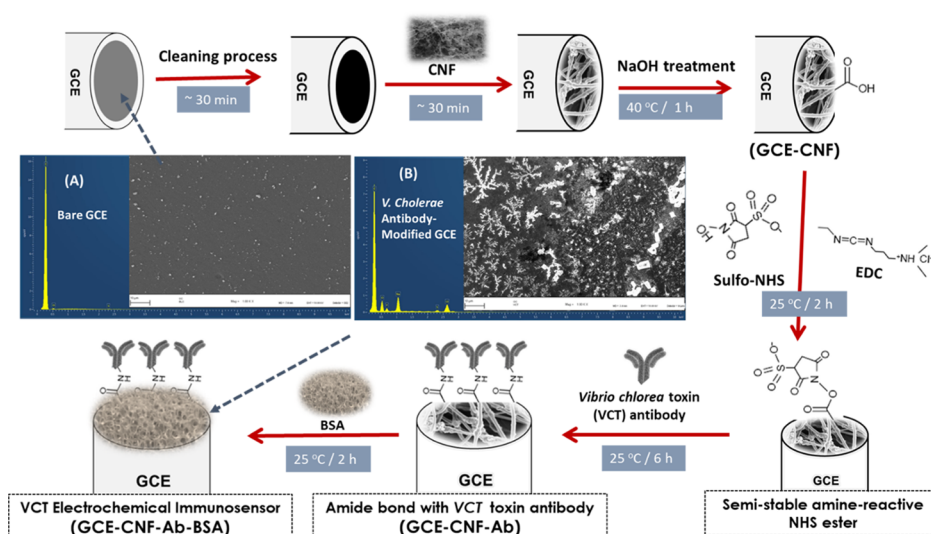 Cleaning process
~ 30 min
GCE
GCE
CNF
~ 30 min
GCE
NaOH treatment
40 °C / 1 h
GCE
O
OH
(GCE-CNF)
(A)
Bare GCE
(B)
V. Cholerae
Antibody-
Modified GCE
Sulfo-NHS
EDC
25 °C / 2 h
Vibrio chlorea toxin
(VCT) antibody
25 °C / 6 h
BSA
25 °C / 2 h
GCE
GCE
GCE
VCT Electrochemical Immunosensor
(GCE-CNF-Ab-BSA)
Amide bond with VCT toxin antibody
(GCE-CNF-Ab)
Semi-stable amine-reactive
NHS ester